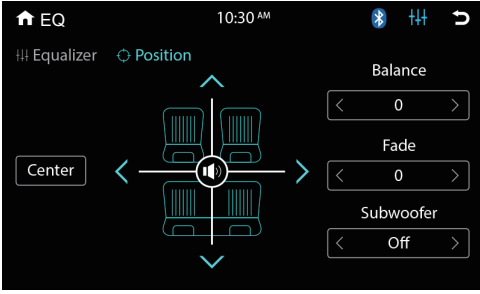 EQ
10:30 AM
Equalizer
Position
Balance
0
Fade
0
Center
Subwoofer
Off